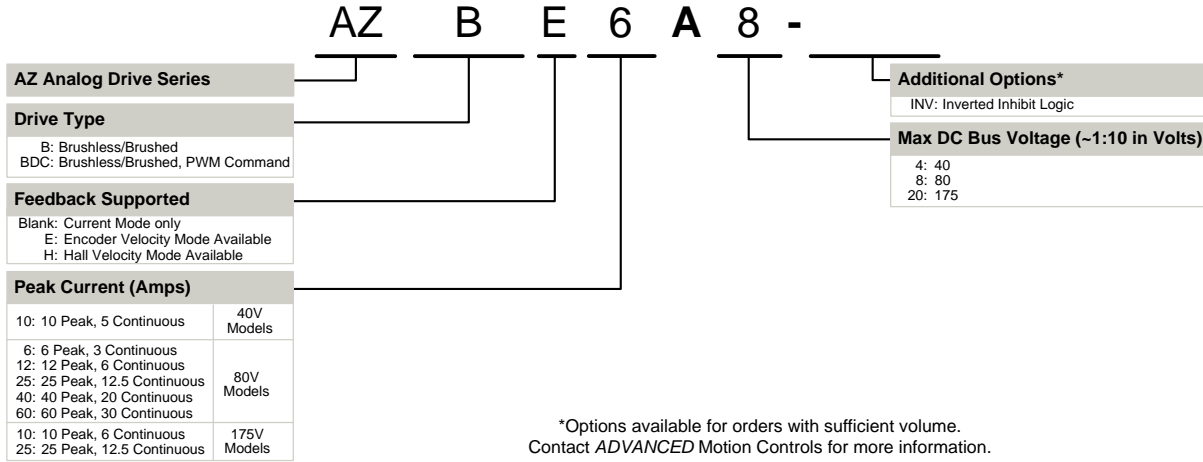 AZ B E 6 A 8 -
AZ Analog Drive Series
Drive Type
B: Brushless/Brushed
BDC: Brushless/Brushed, PWM Command
Feedback Supported
Blank: Current Mode only
E: Encoder Velocity Mode Available
H: Hall Velocity Mode Available
Peak Current (Amps)
10: 10 Peak, 5 Continuous
40V
Models
6: 6 Peak, 3 Continuous
12: 12 Peak, 6 Continuous
25: 25 Peak, 12.5 Continuous
40: 40 Peak, 20 Continuous
60: 60 Peak, 30 Continuous
80V
Models
10: 10 Peak, 6 Continuous
25: 25 Peak, 12.5 Continuous
175V
Models
Additional Options*
INV: Inverted Inhibit Logic
Max DC Bus Voltage (~1:10 in Volts)
4: 40
8: 80
20: 175
*Options available for orders with sufficient volume.
Contact ADVANCED Motion Controls for more information.